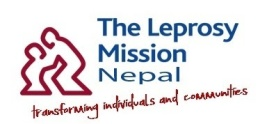 The Leprosy
Mission
Nepal
transforming individuals and communities